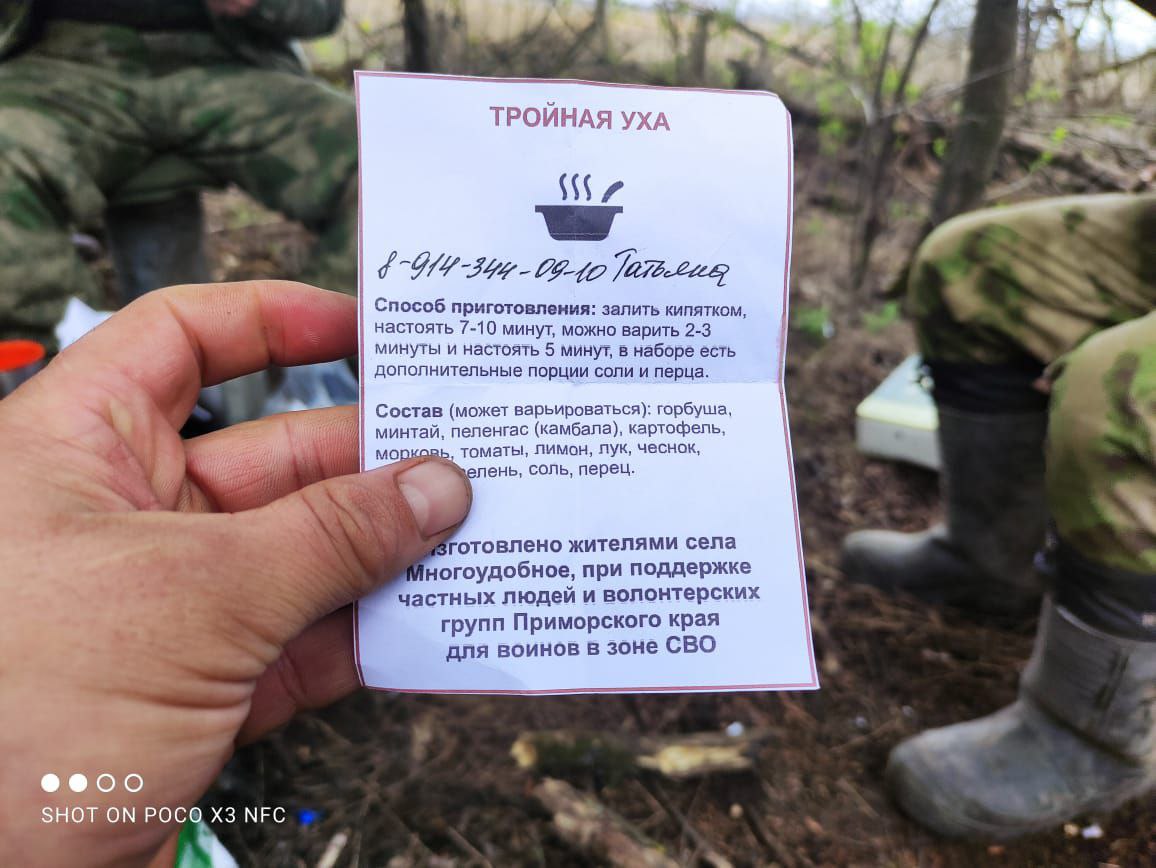 ТРОЙНАЯ УХА
8-914-344-09-10 Татьяна
Способ приготовления: залить кипятком,
настоять 7-10 минут, можно варить 2-3
минуты и настоять 5 минут, в наборе есть
дополнительные порции соли и перца.
Состав (может варьироваться): горбуша,
минтай, пеленгас (камбала), картофель,
морковь, томаты, лимон, лук, чеснок,
елень, соль, перец.
зготовлено жителями села
Многоудобное, при поддержке
частных людей и волонтерских
групп Приморского края
для воинов в зоне СВО
SHOT ON POCO X3 NFC